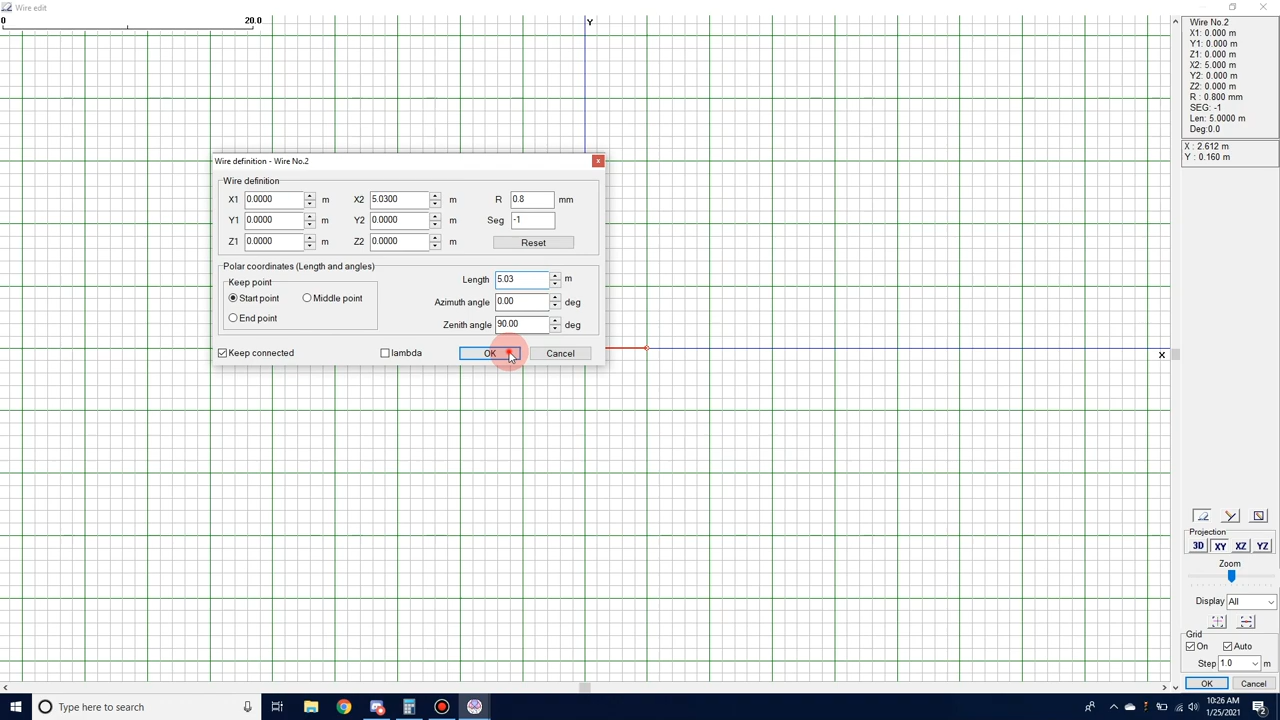 Wire edit
0
20.0
Y
Wire No.2
X1: 0.000 m
Y1: 0.000 m
Z1: 0.000 m
X2: 5.000 m
Y2: 0.000 m
Z2: 0.000 m
R : 0.800 mm
SEG: -1
Len: 5.0000 m
Deg:0.0
X : 2.612 m
Y : 0.160 m
Wire definition - Wire No.2
Wire definition
X1 0.0000 m X2 5.0300 m R 0.8 mm
Y1 0.0000 m Y2 0.0000 m Seg -1
Z1 0.0000 m Z2 0.0000 m Reset
Polar coordinates (Length and angles)
Keep point
Start point
Middle point
End point
Length 5.03 m
Azimuth angle 0.00 deg
Zenith angle 90.00 deg
Keep connected
lambda
OK
Cancel
X
Projection
3D XY XZ YZ
Zoom
Display All
Grid
On Auto
Step 1.0 m
OK Cancel
Type here to search
10:26 AM
1/25/2021
2